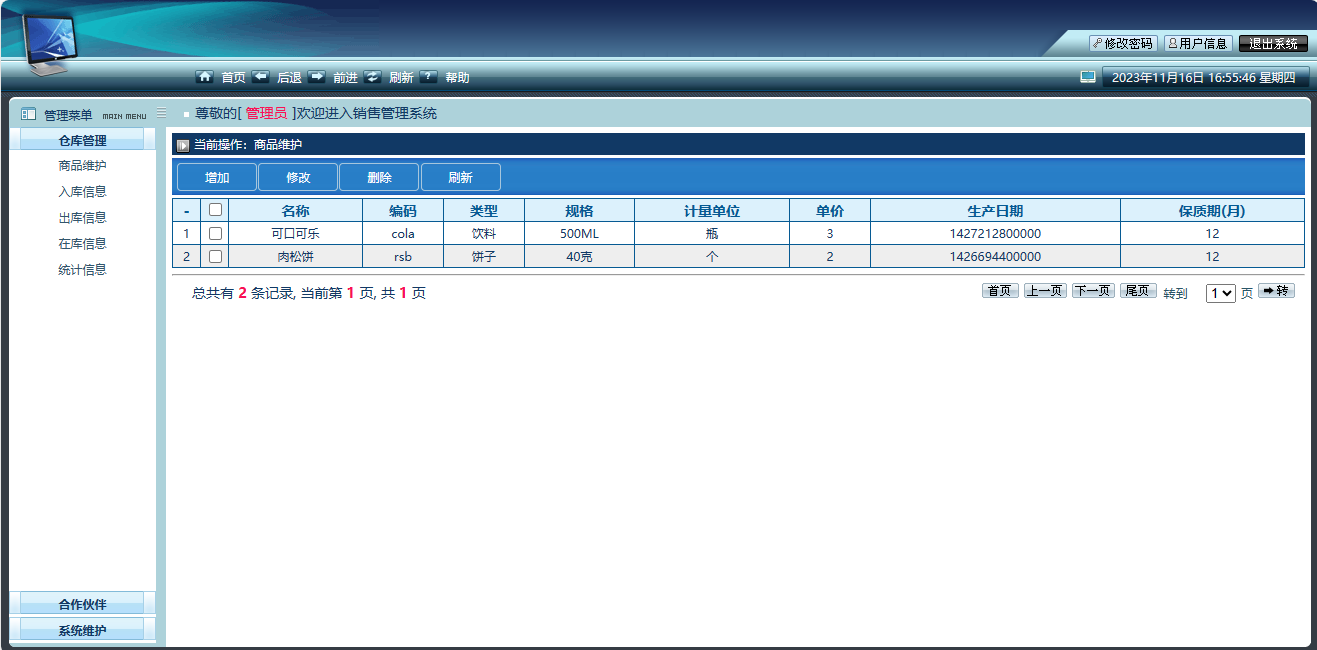 修改密码 用户信息 退出系统
首页 后退 前进 刷新 ? 帮助 2023年11月16日 16:55:46 星期四
管理菜单 MAIN MENU 尊敬的[ 管理员 ]欢迎进入销售管理系统
仓库管理
商品维护
入库信息
出库信息
在库信息
统计信息
合作伙伴
系统维护
当前操作：商品维护
增加 修改 删除 刷新
- 名称 编码 类型 规格 计量单位 单价 生产日期 保质期(月)
1 可口可乐 cola 饮料 500ML 瓶 3 1427212800000 12
2 肉松饼 rsb 饼子 40克 个 2 1426694400000 12
总共有 2 条记录, 当前第 1 页, 共 1 页 首页 上一页 下一页 尾页 转到 1 页 转